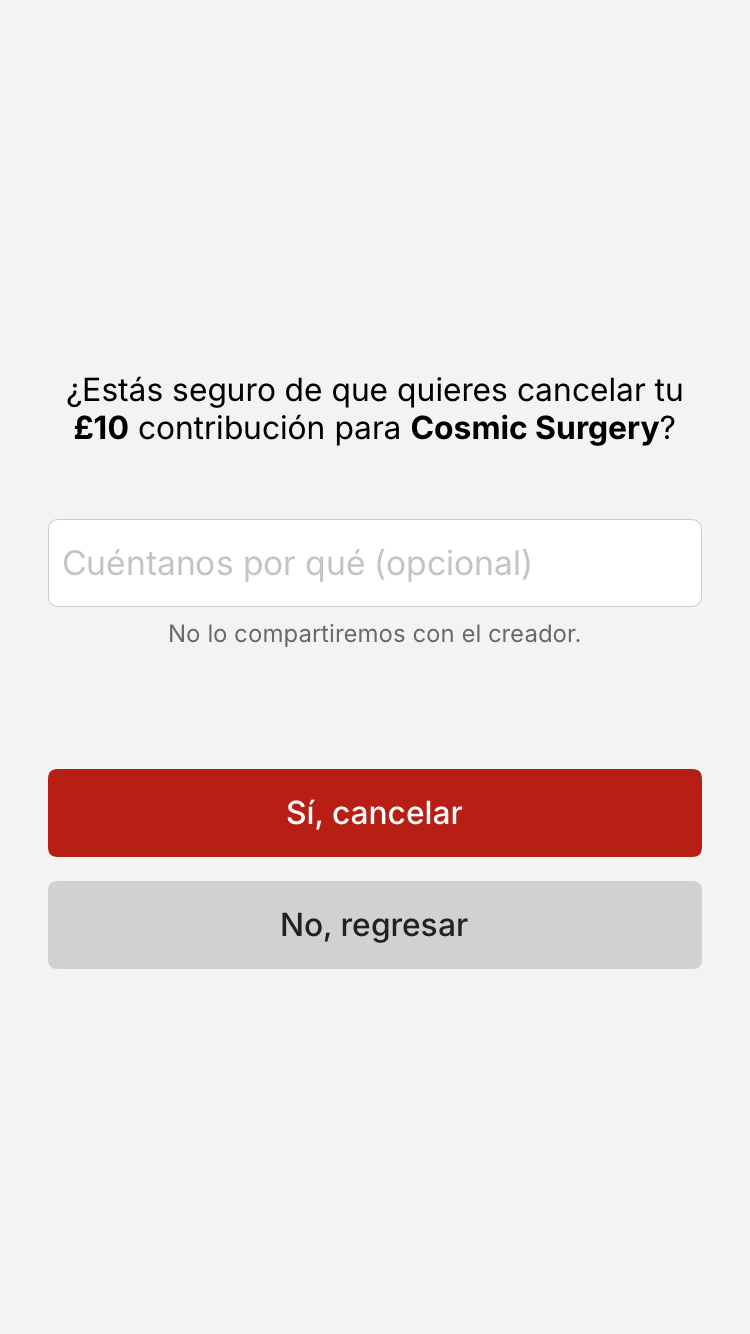 ¿Estás seguro de que quieres cancelar tu
£10 contribución para Cosmic Surgery?
Cuéntanos por qué (opcional)
No lo compartiremos con el creador.
Sí, cancelar
No, regresar